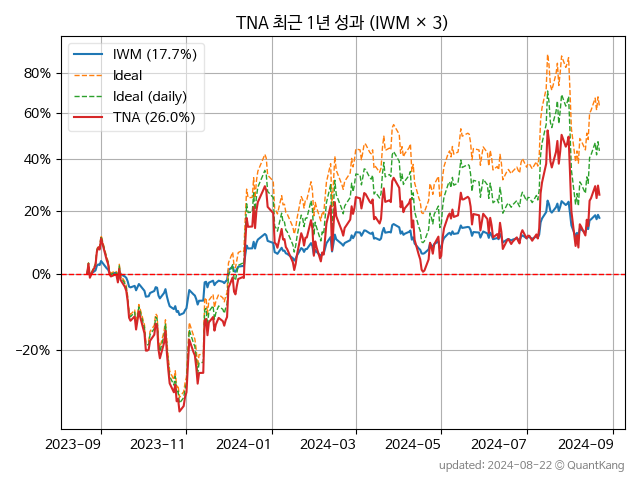 TNA 최근 1년 성과 (IWM × 3)
IWM (17.7%)
Ideal
Ideal (daily)
TNA (26.0%)
80%
60%
40%
20%
0%
−20%
2023-09 2023-11 2024-01 2024-03 2024-05 2024-07 2024-09
updated: 2024-08-22 © QuantKang